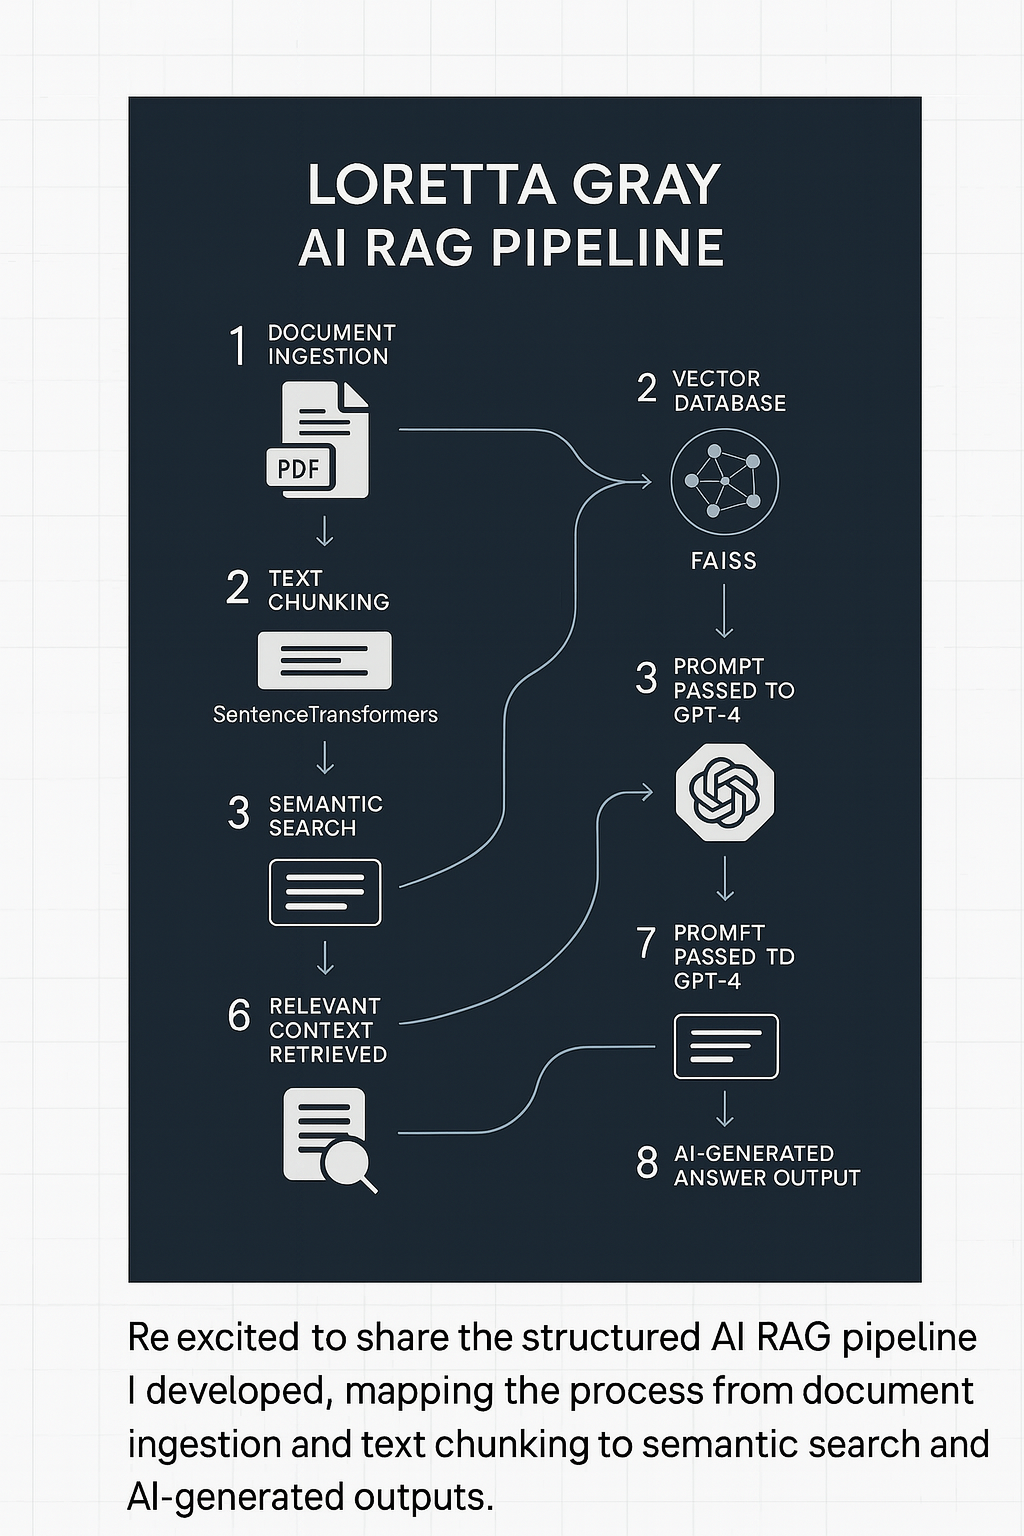 LORETTA GRAY
AI RAG PIPELINE
1 DOCUMENT
INGESTION
PDF
2 TEXT
CHUNKING
SentenceTransformers
3 SEMANTIC
SEARCH
6 RELEVANT
CONTEXT
RETRIEVED
2 VECTOR
DATABASE
FAISS
3 PROMPT
PASSED TO
GPT-4
7 PROMFT
PASSED TD
GPT-4
8 AI-GENERATED
ANSWER OUTPUT
Re excited to share the structured AI RAG pipeline
I developed, mapping the process from document
ingestion and text chunking to semantic search and
AI-generated outputs.